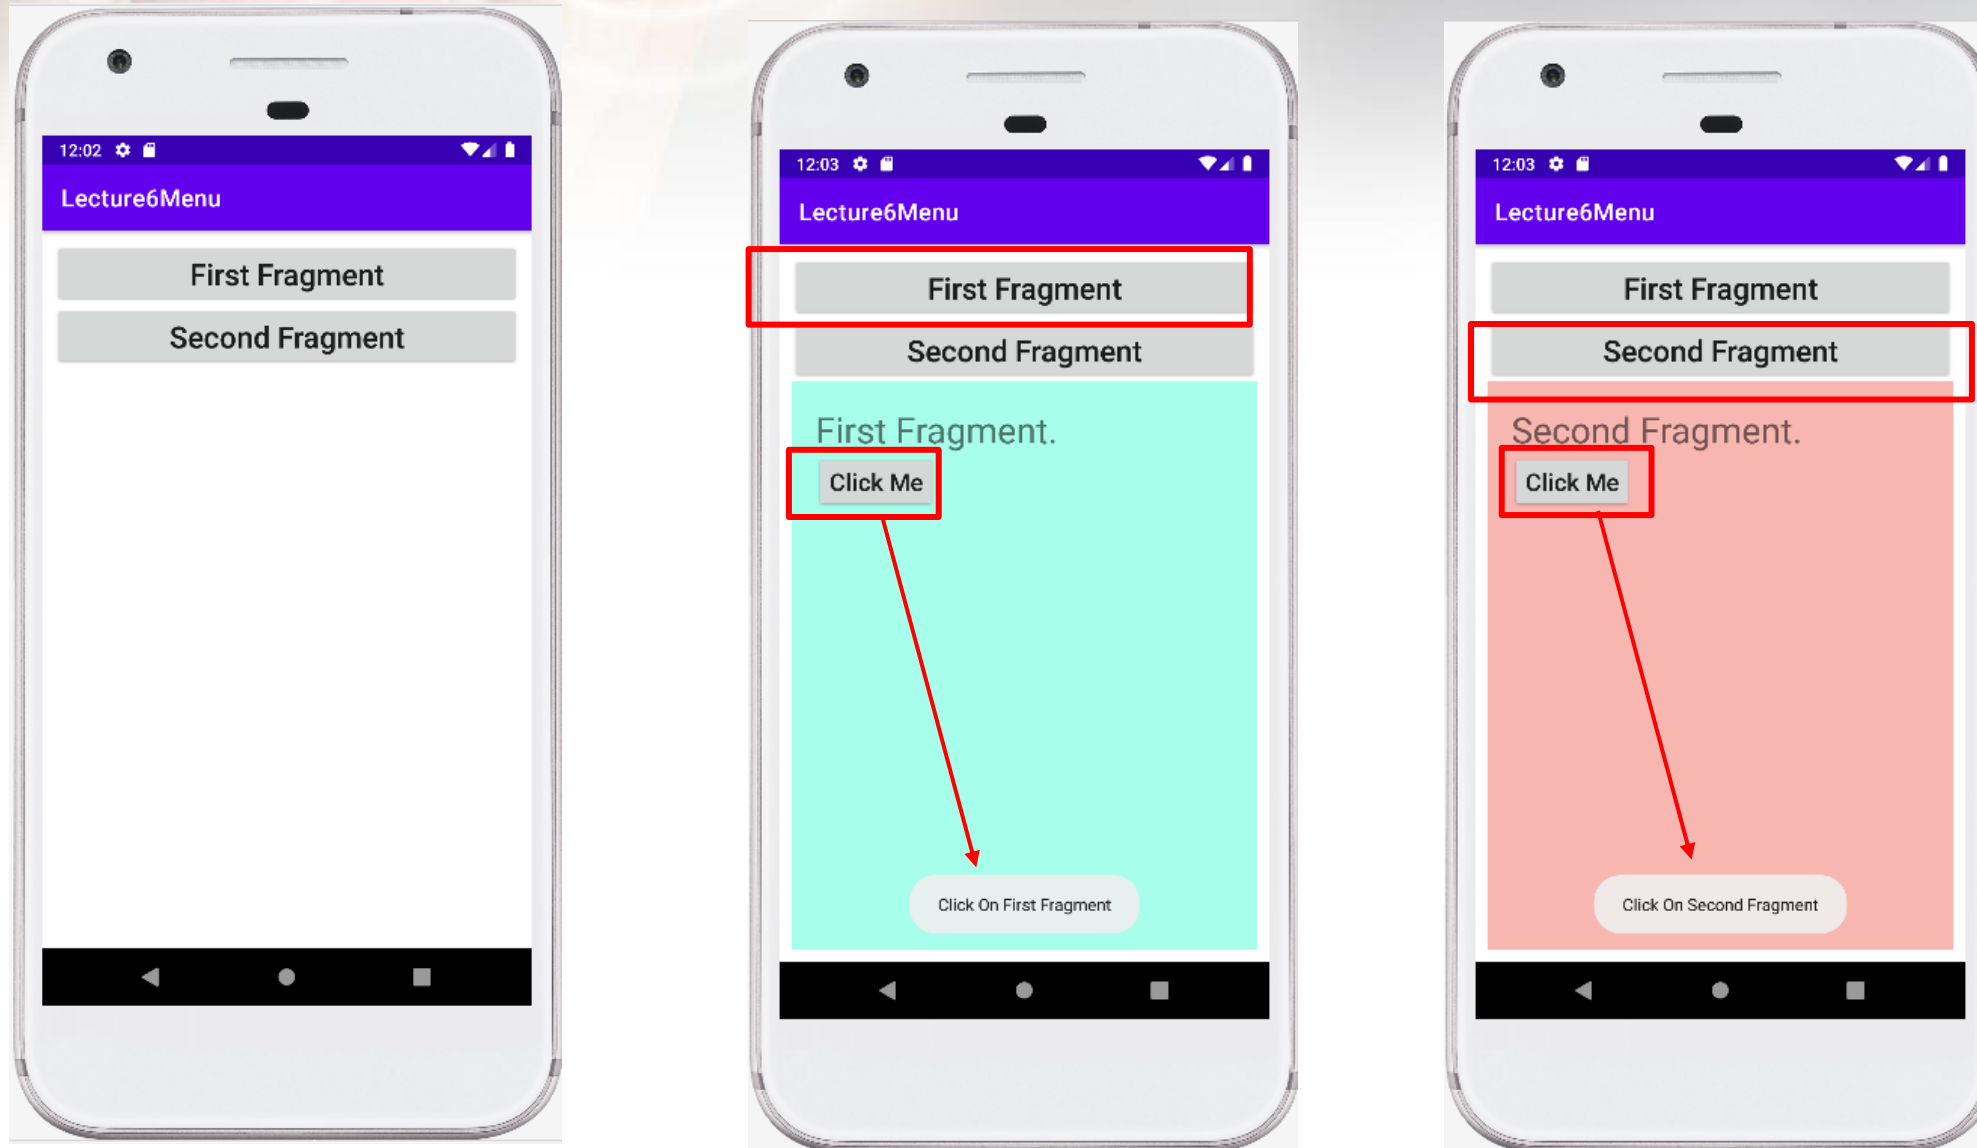 12:02
Lecture6Menu
First Fragment
Second Fragment
12:03
Lecture6Menu
First Fragment
Second Fragment
First Fragment.
Click Me
Click On First Fragment
12:03
Lecture6Menu
First Fragment
Second Fragment
Second Fragment.
Click Me
Click On Second Fragment